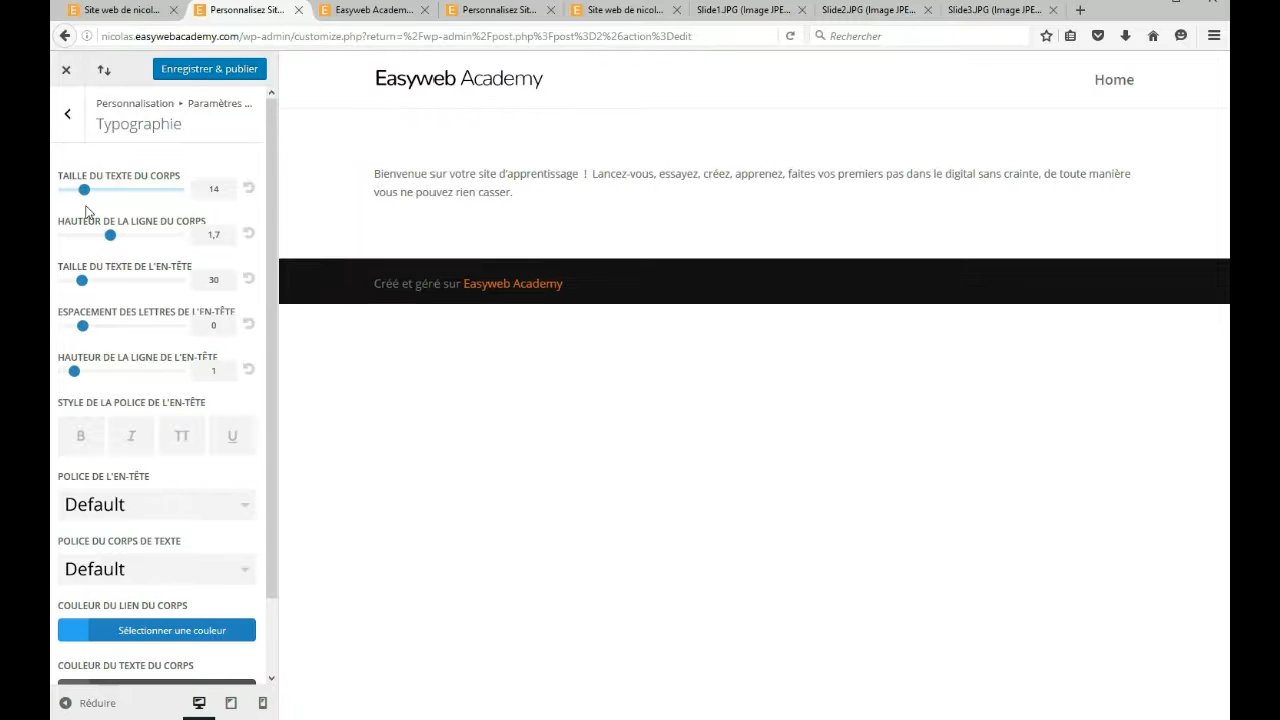 Site web de nicol...
Personnalisez Sit...
Easyweb Academ...
Personnalisez Sit...
Site web de nicol...
Slide1.JPG (Image JPE...
Slide2.JPG (Image JPE...
Slide3.JPG (Image JPE...
nicolas.easywebacademy.com/wp-admin/customize.php?return=%2Fwp-admin%2Fpost.php%3Fpost%3D2%26action%3Dedit
Rechercher
Enregistrer & publier
Personnalisation ▸ Paramètres ...
Typographie
TAILLE DU TEXTE DU CORPS
14
HAUTEUR DE LA LIGNE DU CORPS
1,7
TAILLE DU TEXTE DE L'EN-TÊTE
30
ESPACEMENT DES LETTRES DE L'EN-TÊTE
0
HAUTEUR DE LA LIGNE DE L'EN-TÊTE
1
STYLE DE LA POLICE DE L'EN-TÊTE
B I TT U
POLICE DE L'EN-TÊTE
Default
POLICE DU CORPS DE TEXTE
Default
COULEUR DU LIEN DU CORPS
Sélectionner une couleur
COULEUR DU TEXTE DU CORPS
Réduire
Easyweb Academy
Home
Bienvenue sur votre site d'apprentissage ! Lancez-vous, essayez, créez, apprenez, faites vos premiers pas dans le digital sans crainte, de toute manière
vous ne pouvez rien casser.
Créé et géré sur Easyweb Academy